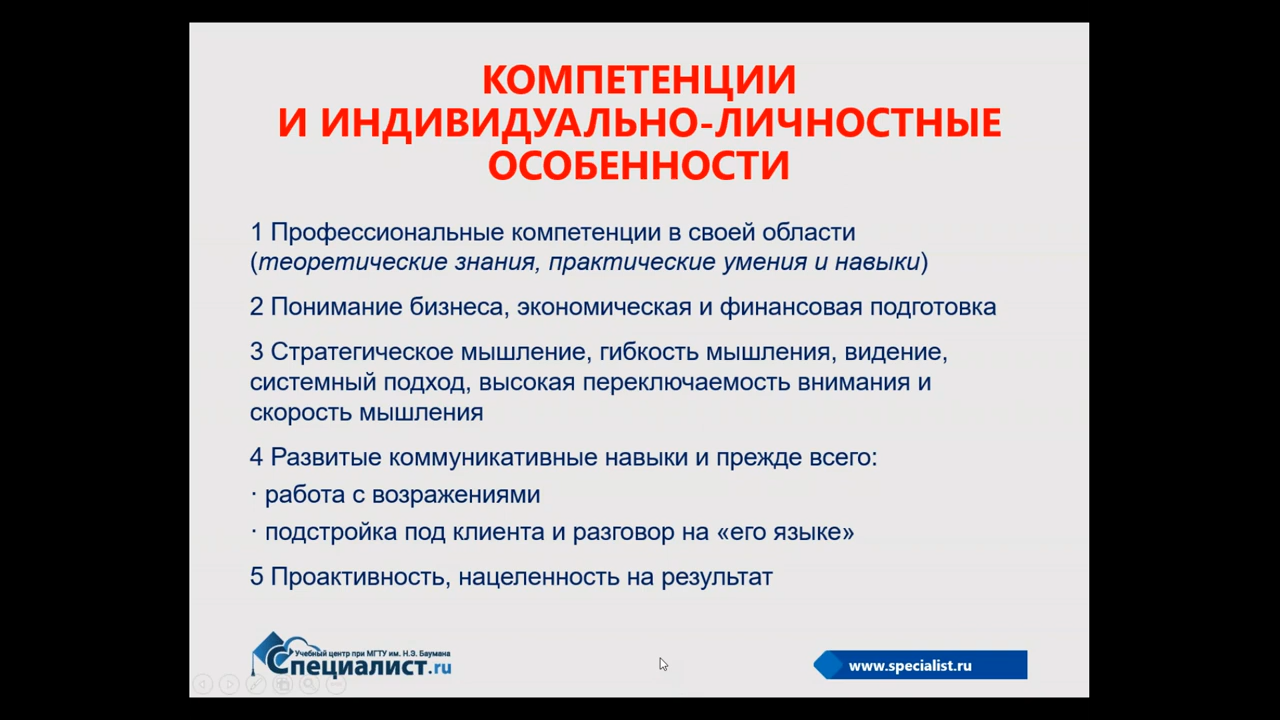 КОМПЕТЕНЦИИ
И ИНДИВИДУАЛЬНО-ЛИЧНОСТНЫЕ
ОСОБЕННОСТИ
1 Профессиональные компетенции в своей области
(теоретические знания, практические умения и навыки)
2 Понимание бизнеса, экономическая и финансовая подготовка
3 Стратегическое мышление, гибкость мышления, видение,
системный подход, высокая переключаемость внимания и
скорость мышления
4 Развитые коммуникативные навыки и прежде всего:
· работа с возражениями
· подстройка под клиента и разговор на «его языке»
5 Проактивность, нацеленность на результат
Учебный центр при МГТУ им. Н.Э. Баумана
Специалист.ru
www.specialist.ru